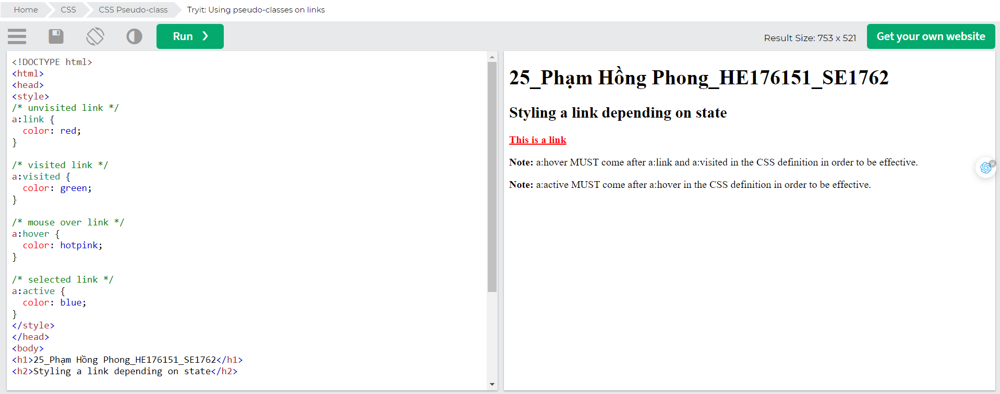 Home CSS CSS Pseudo-class Tryit: Using pseudo-classes on links
Run ❯ Result Size: 753 x 521 Get your own website
<!DOCTYPE html>
<html>
<head>
<style>
/* unvisited link */
a:link {
  color: red;
}

/* visited link */
a:visited {
  color: green;
}

/* mouse over link */
a:hover {
  color: hotpink;
}

/* selected link */
a:active {
  color: blue;
}
</style>
</head>
<body>
<h1>25_Phạm Hồng Phong_HE176151_SE1762</h1>
<h2>Styling a link depending on state</h2>
25_Phạm Hồng Phong_HE176151_SE1762
Styling a link depending on state
This is a link
Note: a:hover MUST come after a:link and a:visited in the CSS definition in order to be effective.
Note: a:active MUST come after a:hover in the CSS definition in order to be effective.